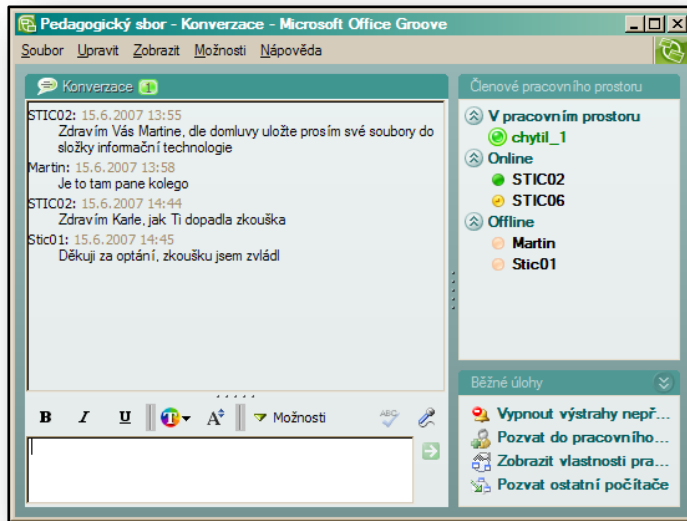 Pedagogický sbor - Konverzace - Microsoft Office Groove
Soubor Upravit Zobrazit Možnosti Nápověda
Konverzace 1
STIC02: 15.6.2007 13:55
Zdravím Vás Martine, dle domluvy uložte prosím své soubory do
složky informační technologie
Martin: 15.6.2007 13:58
Je to tam pane kolego
STIC02: 15.6.2007 14:44
Zdravím Karle, jak Ti dopadla zkouška
Stic01: 15.6.2007 14:45
Děkuji za optání, zkoušku jsem zvládl
B I U T A Možnosti ABC
Členové pracovního prostoru
V pracovním prostoru
chytil_1
Online
STIC02
STIC06
Offline
Martin
Stic01
Běžné úlohy
Vypnout výstrahy nepř...
Pozvat do pracovního...
Zobrazit vlastnosti pra...
Pozvat ostatní počítače